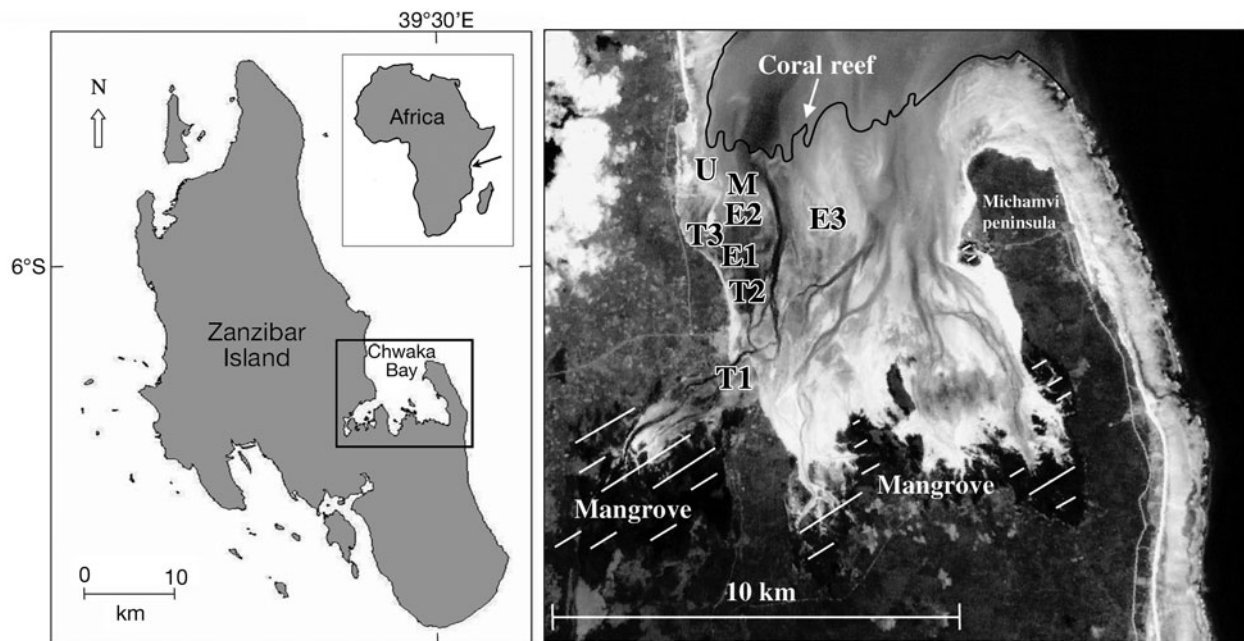 39°30'E
N
Africa
6°S
Zanzibar
Island
Chwaka
Bay
0 10
km
Coral reef
U
M
E2
E3
T3
E1
T2
T1
Michamvi
peninsula
Mangrove
Mangrove
10 km